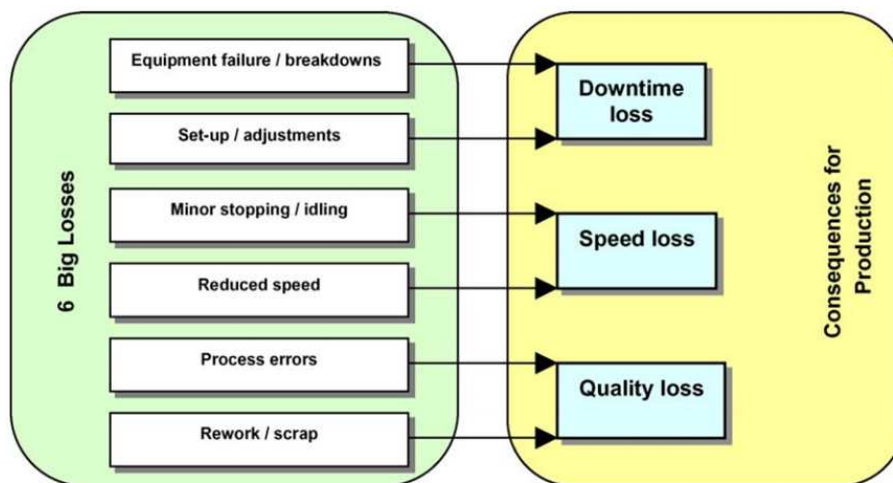 6 Big Losses
Equipment failure / breakdowns
Set-up / adjustments
Minor stopping / idling
Reduced speed
Process errors
Rework / scrap
Downtime
loss
Speed loss
Quality loss
Consequences for
Production